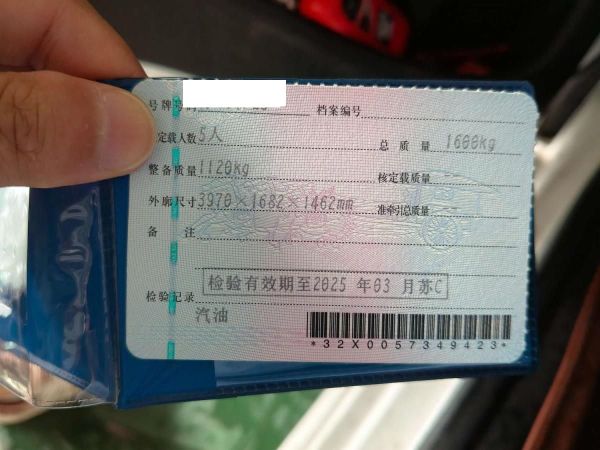 号牌号码 档案编号
核定载人数 5人 总质量 1600kg
整备质量 1120kg 核定载质量
外廓尺寸 3970×1682×1462mm 准牵引总质量
备注
检验有效期至2025 年03 月苏C
检验记录
汽油
*32X0057349423*